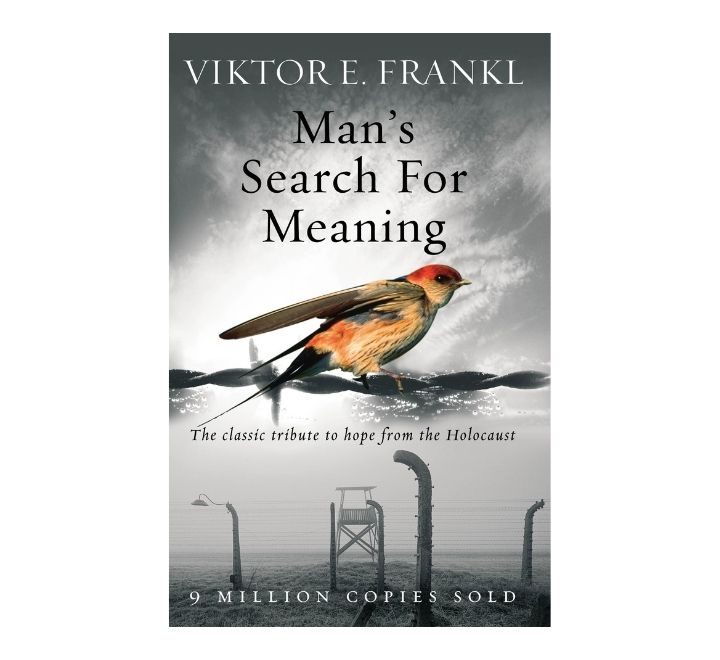 VIKTOR E. FRANKL
Man's
Search For
Meaning
The classic tribute to hope from the Holocaust
9 MILLION COPIES SOLD